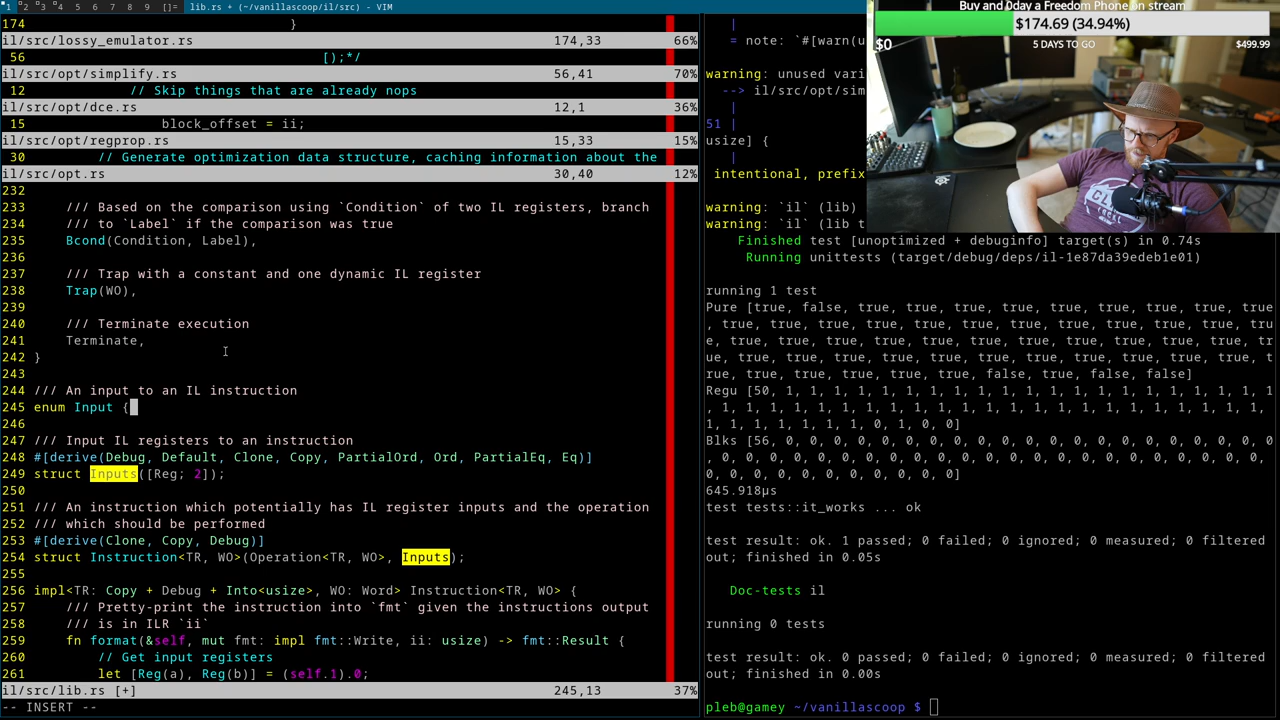 1 2 3 4 5 6 7 8 9 []= lib.rs + (~/vanillascoop/il/src) - VIM
174 }
il/src/lossy_emulator.rs 174,33 66%
56 [);*/
il/src/opt/simplify.rs 56,41 70%
12 // Skip things that are already nops
il/src/opt/dce.rs 12,1 36%
15 block_offset = ii;
il/src/opt/regprop.rs 15,33 15%
30 // Generate optimization data structure, caching information about the
il/src/opt.rs 30,40 12%
232
233 /// Based on the comparison using `Condition` of two IL registers, branch
234 /// to `Label` if the comparison was true
235 Bcond(Condition, Label),
236
237 /// Trap with a constant and one dynamic IL register
238 Trap(WO),
239
240 /// Terminate execution
241 Terminate,
242 }
243
244 /// An input to an IL instruction
245 enum Input {
246
247 /// Input IL registers to an instruction
248 #[derive(Debug, Default, Clone, Copy, PartialOrd, Ord, PartialEq, Eq)]
249 struct Inputs([Reg; 2]);
250
251 /// An instruction which potentially has IL register inputs and the operation
252 /// which should be performed
253 #[derive(Clone, Copy, Debug)]
254 struct Instruction<TR, WO>(Operation<TR, WO>, Inputs);
255
256 impl<TR: Copy + Debug + Into<usize>, WO: Word> Instruction<TR, WO> {
257 /// Pretty-print the instruction into `fmt` given the instructions output
258 /// is in ILR `ii`
259 fn format(&self, mut fmt: impl fmt::Write, ii: usize) -> fmt::Result {
260 // Get input registers
261 let [Reg(a), Reg(b)] = (self.1).0;
il/src/lib.rs [+] 245,13 37%
-- INSERT --
|
= note: `#[warn(u
warning: unused vari
--> il/src/opt/sim
|
51 |
usize] {
|
intentional, prefix
warning: `il` (lib)
warning: `il` (lib t
Finished test [unoptimized + debuginfo] target(s) in 0.74s
Running unittests (target/debug/deps/il-1e87da39edeb1e01)
running 1 test
Pure [true, false, true, true, true, true, true, true, true, true, true
, true, true, true, true, true, true, true, true, true, true, true, tr
ue, true, true, true, true, true, true, true, true, true, true, true, tr
ue, true, true, true, true, true, true, true, true, true, true, true, t
rue, true, true, true, true, true, false, true, false, false]
Regu [50, 1, 1, 1, 1, 1, 1, 1, 1, 1, 1, 1, 1, 1, 1, 1, 1, 1, 1, 1, 1, 1
, 1, 1, 1, 1, 1, 1, 1, 1, 1, 1, 1, 1, 1, 1, 1, 1, 1, 1, 1, 1, 1, 1, 1,
1, 1, 1, 1, 1, 1, 1, 0, 1, 0, 0]
Blks [56, 0, 0, 0, 0, 0, 0, 0, 0, 0, 0, 0, 0, 0, 0, 0, 0, 0, 0, 0, 0, 0
, 0, 0, 0, 0, 0, 0, 0, 0, 0, 0, 0, 0, 0, 0, 0, 0, 0, 0, 0, 0, 0, 0, 0,
0, 0, 0, 0, 0, 0, 0, 0, 0, 0, 0]
645.918µs
test tests::it_works ... ok
test result: ok. 1 passed; 0 failed; 0 ignored; 0 measured; 0 filtered
out; finished in 0.05s
Doc-tests il
running 0 tests
test result: ok. 0 passed; 0 failed; 0 ignored; 0 measured; 0 filtered
out; finished in 0.00s
pleb@gamey ~/vanillascoop $
Buy and 0day a Freedom Phone on stream
$174.69 (34.94%)
$0 5 DAYS TO GO $499.99